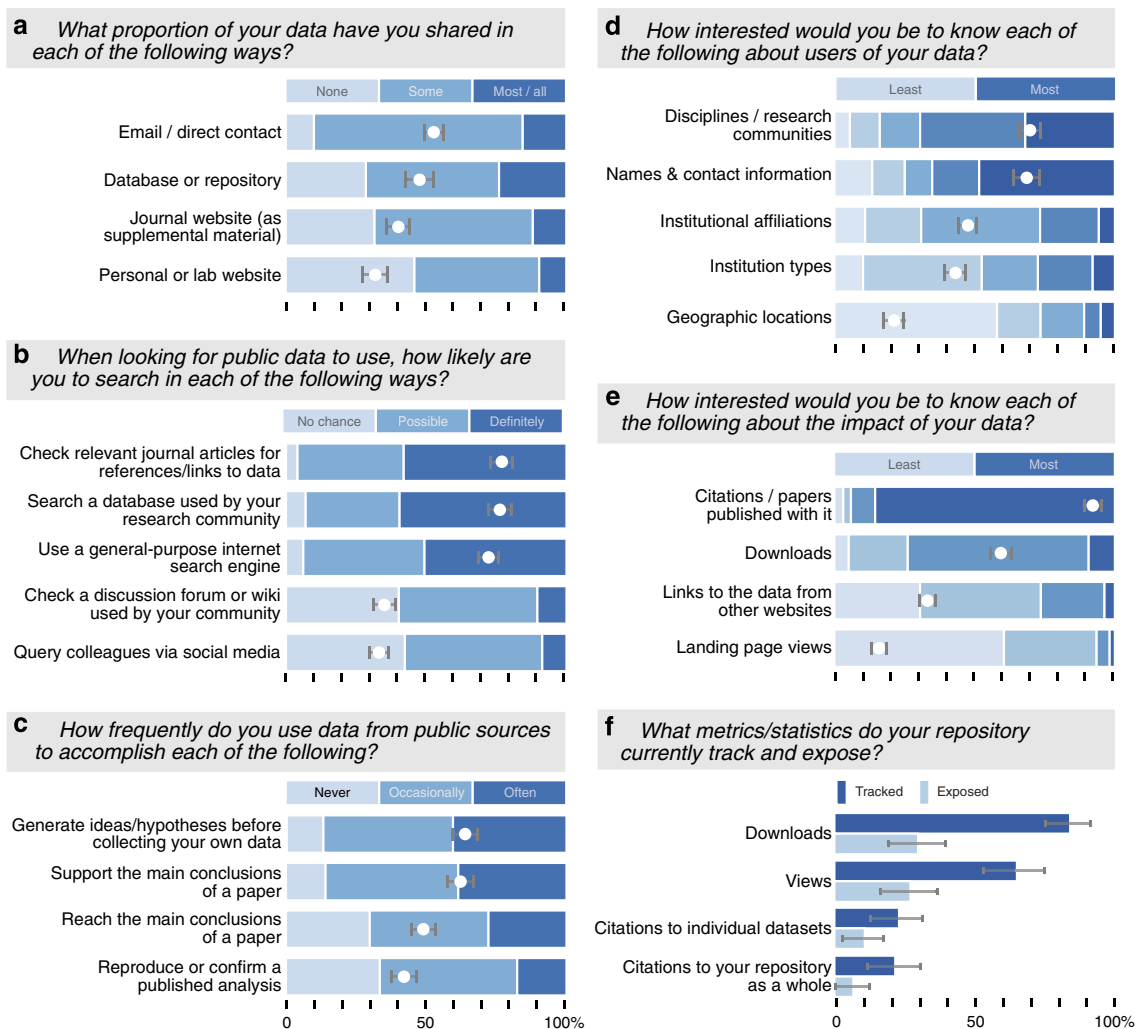 a What proportion of your data have you shared in
each of the following ways?
None Some Most / all
Email / direct contact
Database or repository
Journal website (as
supplemental material)
Personal or lab website
b When looking for public data to use, how likely are
you to search in each of the following ways?
No chance Possible Definitely
Check relevant journal articles for
references/links to data
Search a database used by your
research community
Use a general-purpose internet
search engine
Check a discussion forum or wiki
used by your community
Query colleagues via social media
c How frequently do you use data from public sources
to accomplish each of the following?
Never Occasionally Often
Generate ideas/hypotheses before
collecting your own data
Support the main conclusions
of a paper
Reach the main conclusions
of a paper
Reproduce or confirm a
published analysis
0 50 100%
d How interested would you be to know each of
the following about users of your data?
Least Most
Disciplines / research
communities
Names & contact information
Institutional affiliations
Institution types
Geographic locations
e How interested would you be to know each of
the following about the impact of your data?
Least Most
Citations / papers
published with it
Downloads
Links to the data from
other websites
Landing page views
f What metrics/statistics do your repository
currently track and expose?
Tracked Exposed
Downloads
Views
Citations to individual datasets
Citations to your repository
as a whole
0 50 100%